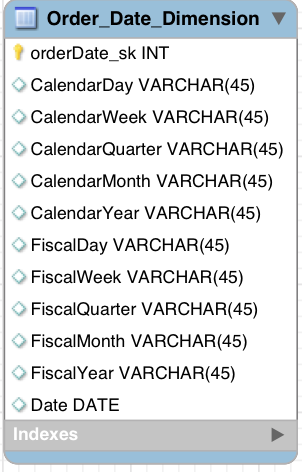 Order_Date_Dimension
orderDate_sk INT
CalendarDay VARCHAR(45)
CalendarWeek VARCHAR(45)
CalendarQuarter VARCHAR(45)
CalendarMonth VARCHAR(45)
CalendarYear VARCHAR(45)
FiscalDay VARCHAR(45)
FiscalWeek VARCHAR(45)
FiscalQuarter VARCHAR(45)
FiscalMonth VARCHAR(45)
FiscalYear VARCHAR(45)
Date DATE
Indexes